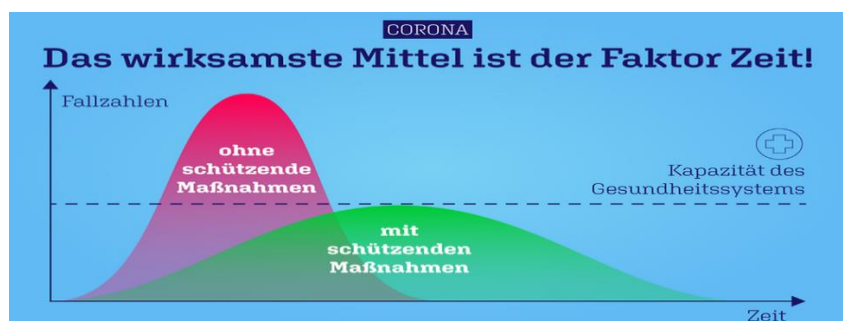 CORONA
Das wirksamste Mittel ist der Faktor Zeit!
Fallzahlen
ohne
schützende
Maßnahmen
Kapazität des
Gesundheitssystems
mit
schützenden
Maßnahmen
Zeit